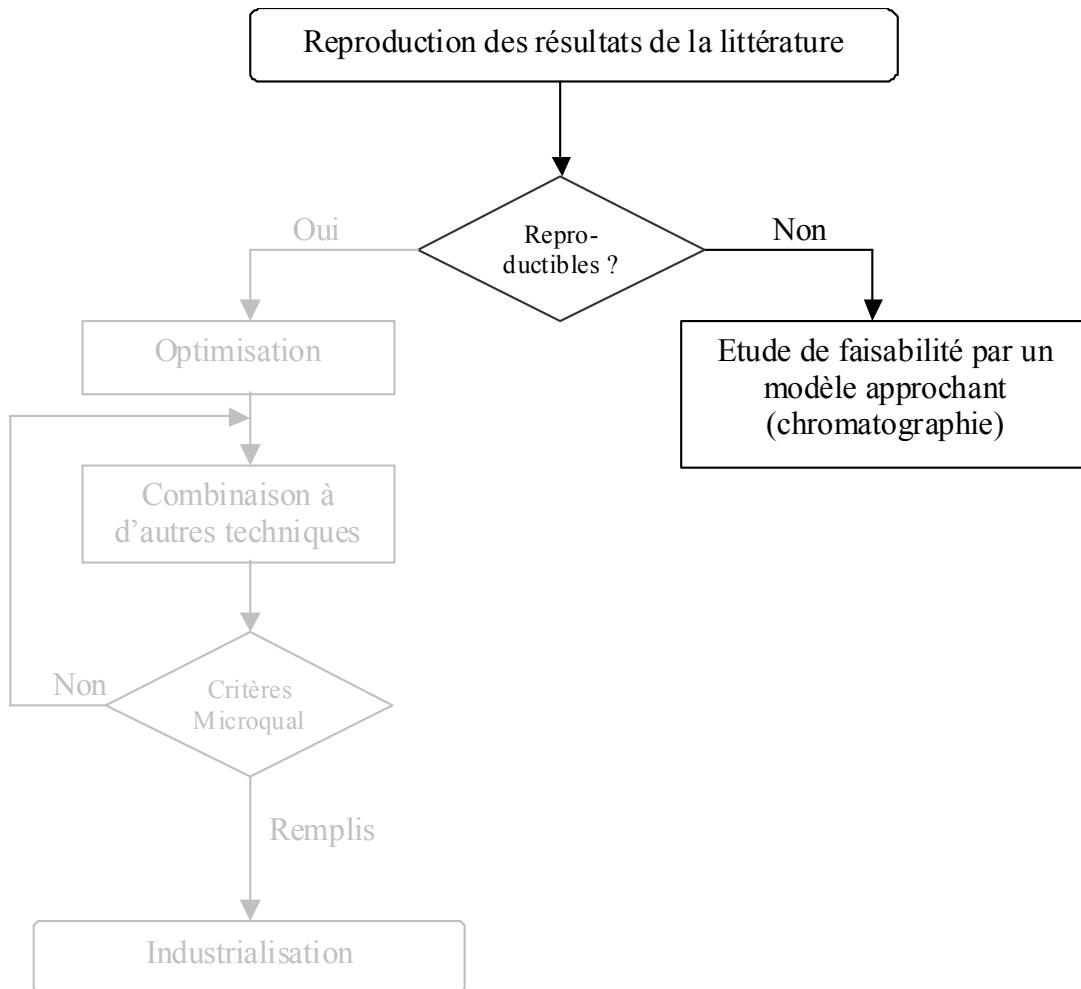 Reproduction des résultats de la littérature
Oui
Repro-
ductibles ?
Non
Optimisation
Etude de faisabilité par un
modèle approchant
(chromatographie)
Combinaison à
d’autres techniques
Non
Critères
Microqual
Remplis
Industrialisation